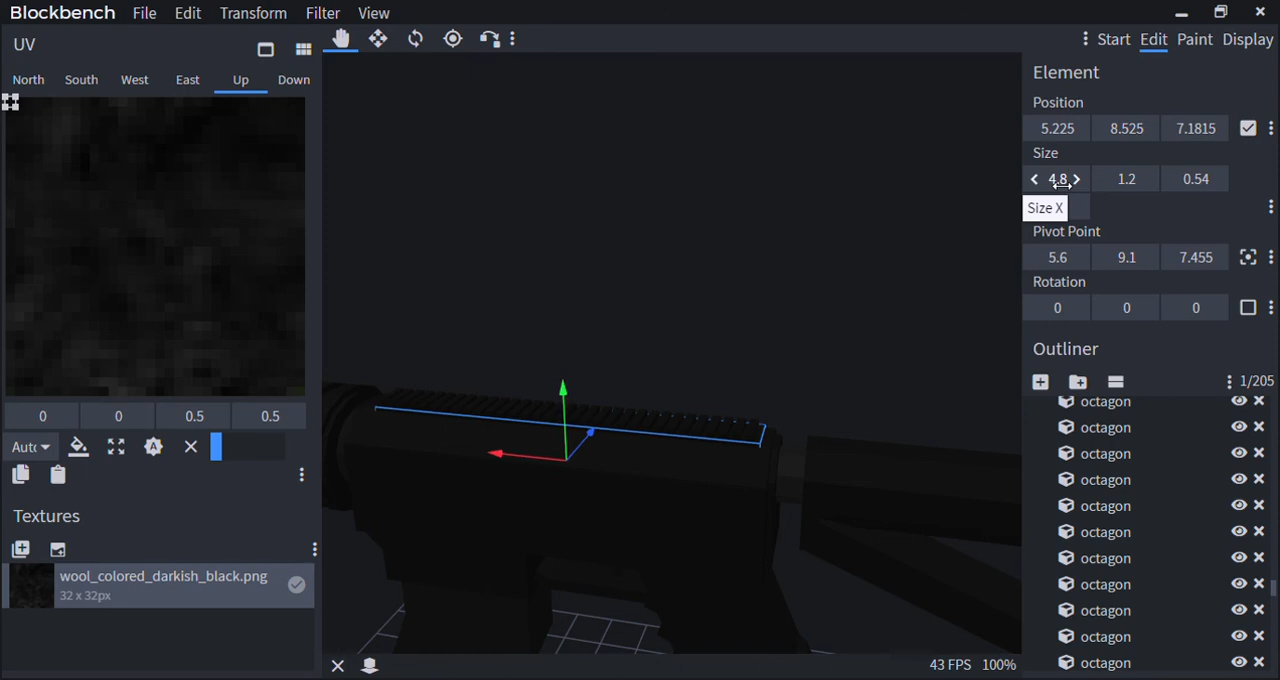 Blockbench File Edit Transform Filter View
UV
North South West East Up Down
0 0 0.5 0.5
Auto
Textures
wool_colored_darkish_black.png
32 x 32px
43 FPS 100%
Start Edit Paint Display
Element
Position
5.225 8.525 7.1815
Size
4.8 1.2 0.54
Size X
Pivot Point
5.6 9.1 7.455
Rotation
0 0 0
Outliner
1/205
octagon
octagon
octagon
octagon
octagon
octagon
octagon
octagon
octagon
octagon
octagon